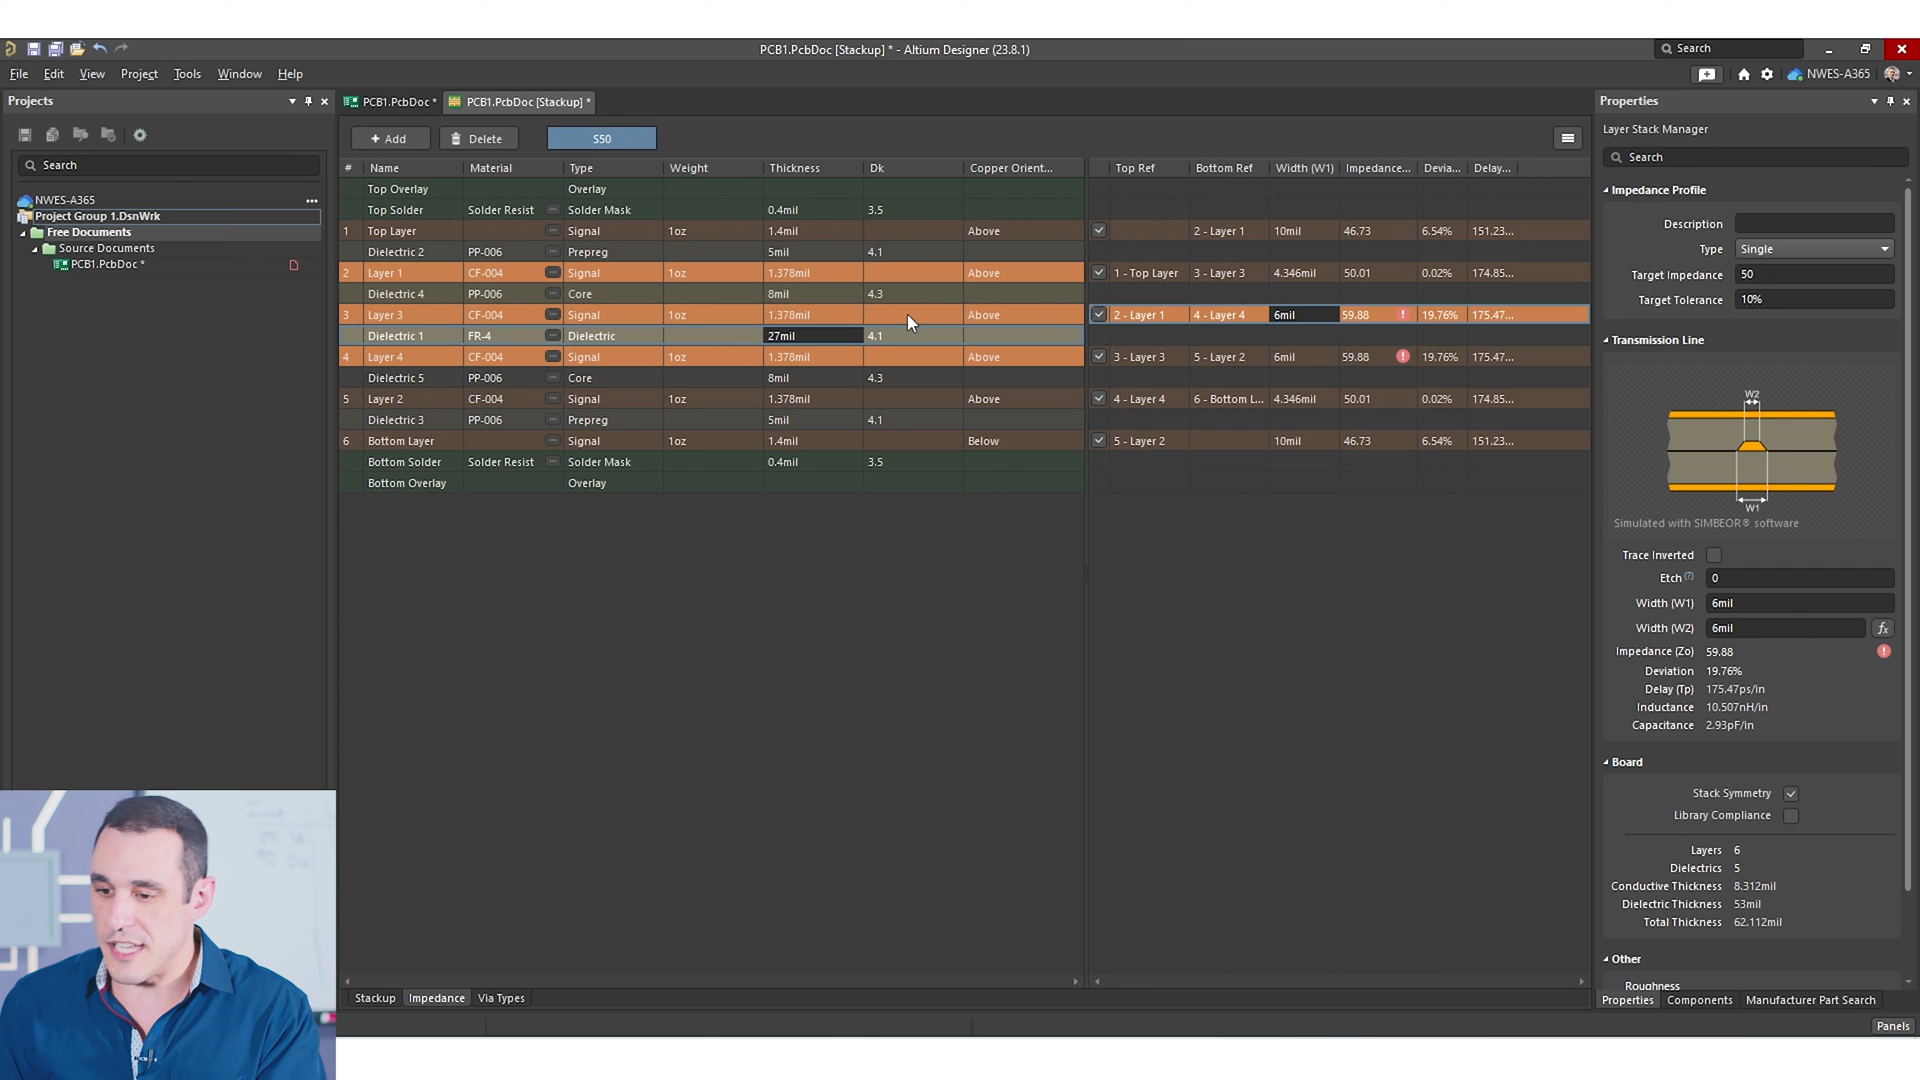 PCB1.PcbDoc [Stackup] * - Altium Designer (23.8.1)
Search
File Edit View Project Tools Window Help
NWES-A365
Projects
Search
NWES-A365
Project Group 1.DsnWrk
Free Documents
Source Documents
PCB1.PcbDoc *
PCB1.PcbDoc * PCB1.PcbDoc [Stackup] *
+ Add Delete S50
# Name Material Type Weight Thickness Dk Copper Orient... Top Ref Bottom Ref Width (W1) Impedance... Devia... Delay...
Top Overlay Overlay
Top Solder Solder Resist Solder Mask 0.4mil 3.5
1 Top Layer Signal 1oz 1.4mil Above 2 - Layer 1 10mil 46.73 6.54% 151.23...
Dielectric 2 PP-006 Prepreg 5mil 4.1
2 Layer 1 CF-004 Signal 1oz 1.378mil Above 1 - Top Layer 3 - Layer 3 4.346mil 50.01 0.02% 174.85...
Dielectric 4 PP-006 Core 8mil 4.3
3 Layer 3 CF-004 Signal 1oz 1.378mil Above 2 - Layer 1 4 - Layer 4 6mil 59.88 ! 19.76% 175.47...
Dielectric 1 FR-4 Dielectric 27mil 4.1
4 Layer 4 CF-004 Signal 1oz 1.378mil Above 3 - Layer 3 5 - Layer 2 6mil 59.88 ! 19.76% 175.47...
Dielectric 5 PP-006 Core 8mil 4.3
5 Layer 2 CF-004 Signal 1oz 1.378mil Above 4 - Layer 4 6 - Bottom L... 4.346mil 50.01 0.02% 174.85...
Dielectric 3 PP-006 Prepreg 5mil 4.1
6 Bottom Layer Signal 1oz 1.4mil Below 5 - Layer 2 10mil 46.73 6.54% 151.23...
Bottom Solder Solder Resist Solder Mask 0.4mil 3.5
Bottom Overlay Overlay
Stackup Impedance Via Types
Properties
Layer Stack Manager
Search
Impedance Profile
Description
Type Single
Target Impedance 50
Target Tolerance 10%
Transmission Line
W2
W1
Simulated with SIMBEOR® software
Trace Inverted
Etch (?) 0
Width (W1) 6mil
Width (W2) 6mil fx
Impedance (Zo) 59.88 !
Deviation 19.76%
Delay (Tp) 175.47ps/in
Inductance 10.507nH/in
Capacitance 2.93pF/in
Board
Stack Symmetry
Library Compliance
Layers 6
Dielectrics 5
Conductive Thickness 8.312mil
Dielectric Thickness 53mil
Total Thickness 62.112mil
Other
Roughness
Properties Components Manufacturer Part Search
Panels